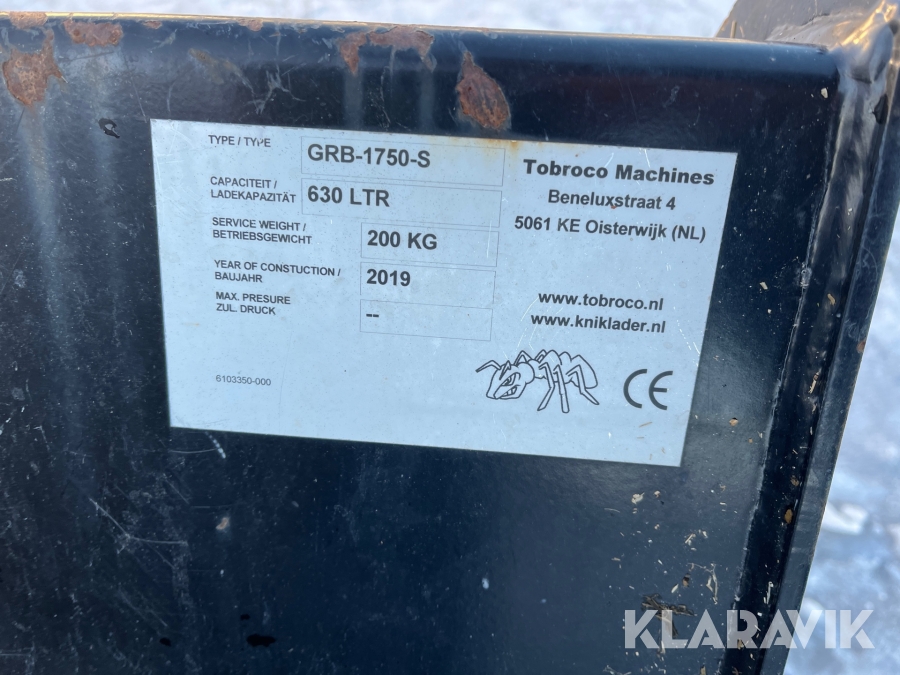 TYPE / TYPE GRB-1750-S
CAPACITEIT /
LADEKAPAZITÄT 630 LTR
SERVICE WEIGHT /
BETRIEBSGEWICHT 200 KG
YEAR OF CONSTUCTION /
BAUJAHR 2019
MAX. PRESURE
ZUL. DRUCK --
6103350-000
Tobroco Machines
Beneluxstraat 4
5061 KE Oisterwijk (NL)
www.tobroco.nl
www.kniklader.nl
CE
KLARAVIK